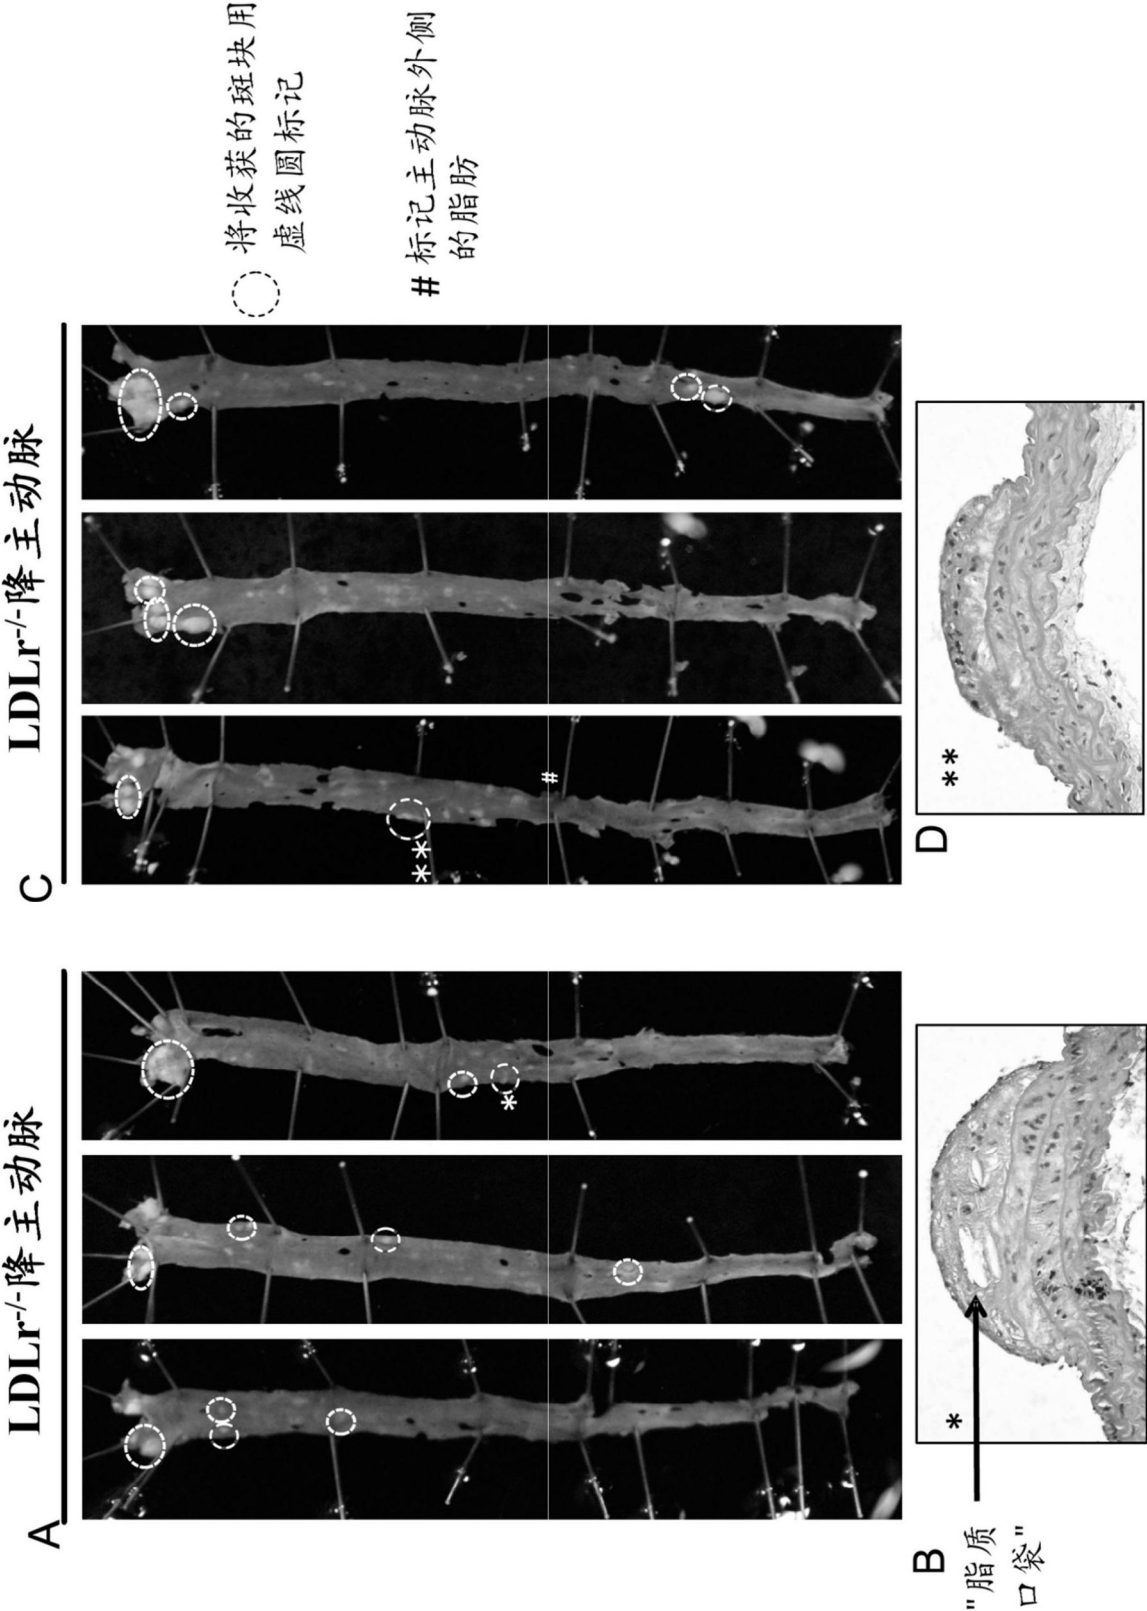 A
LDLr-/-降主动脉
*
B
"脂质
口袋"
*
C
LDLr-/-降主动脉
**
#
D
**
将收获的斑块用
虚线圆标记
# 标记主动脉外侧
的脂肪